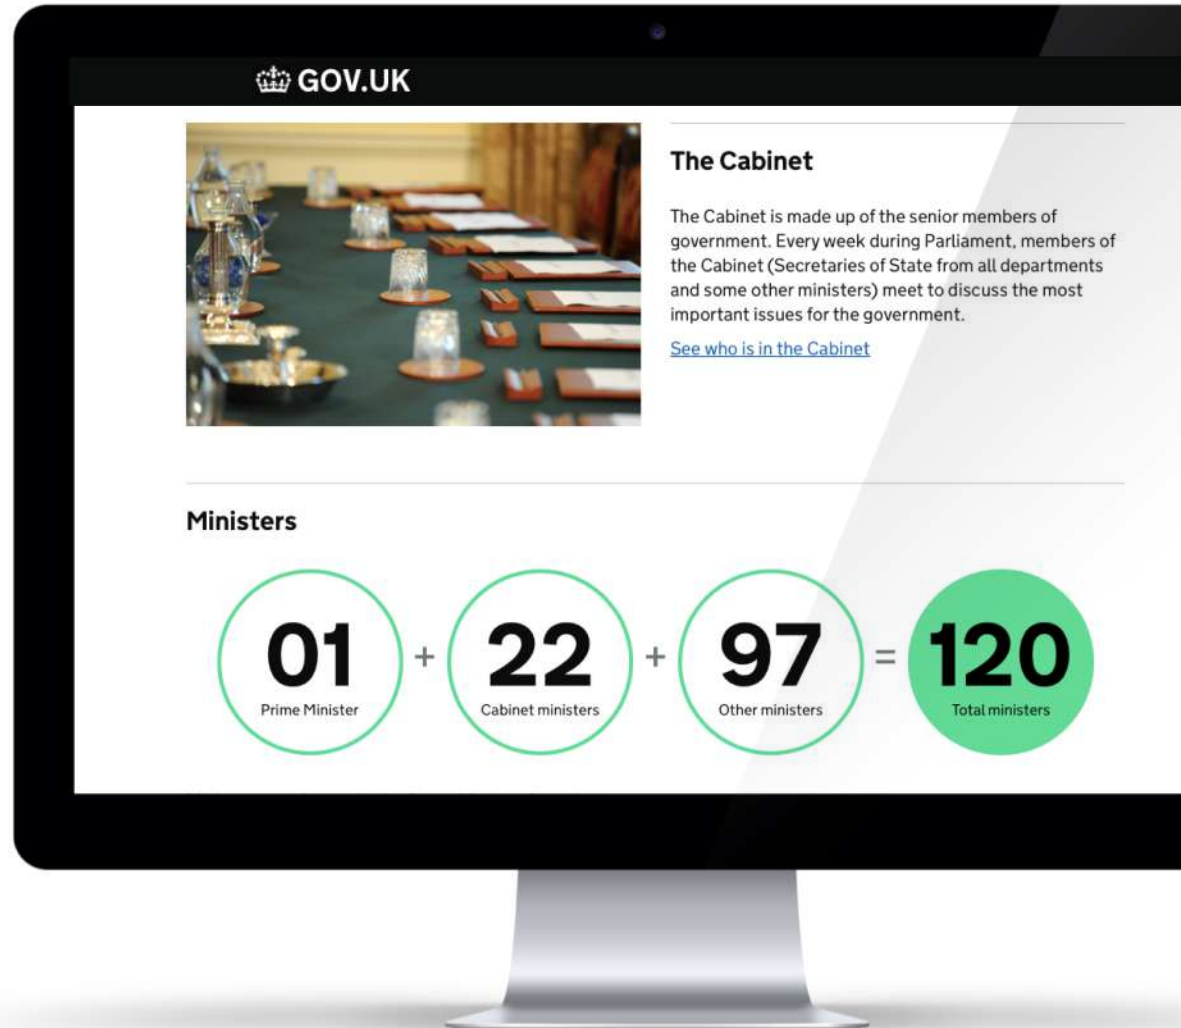 GOV.UK
The Cabinet
The Cabinet is made up of the senior members of
government. Every week during Parliament, members of
the Cabinet (Secretaries of State from all departments
and some other ministers) meet to discuss the most
important issues for the government.
See who is in the Cabinet
Ministers
01 + 22 + 97 = 120
Prime Minister Cabinet ministers Other ministers Total ministers